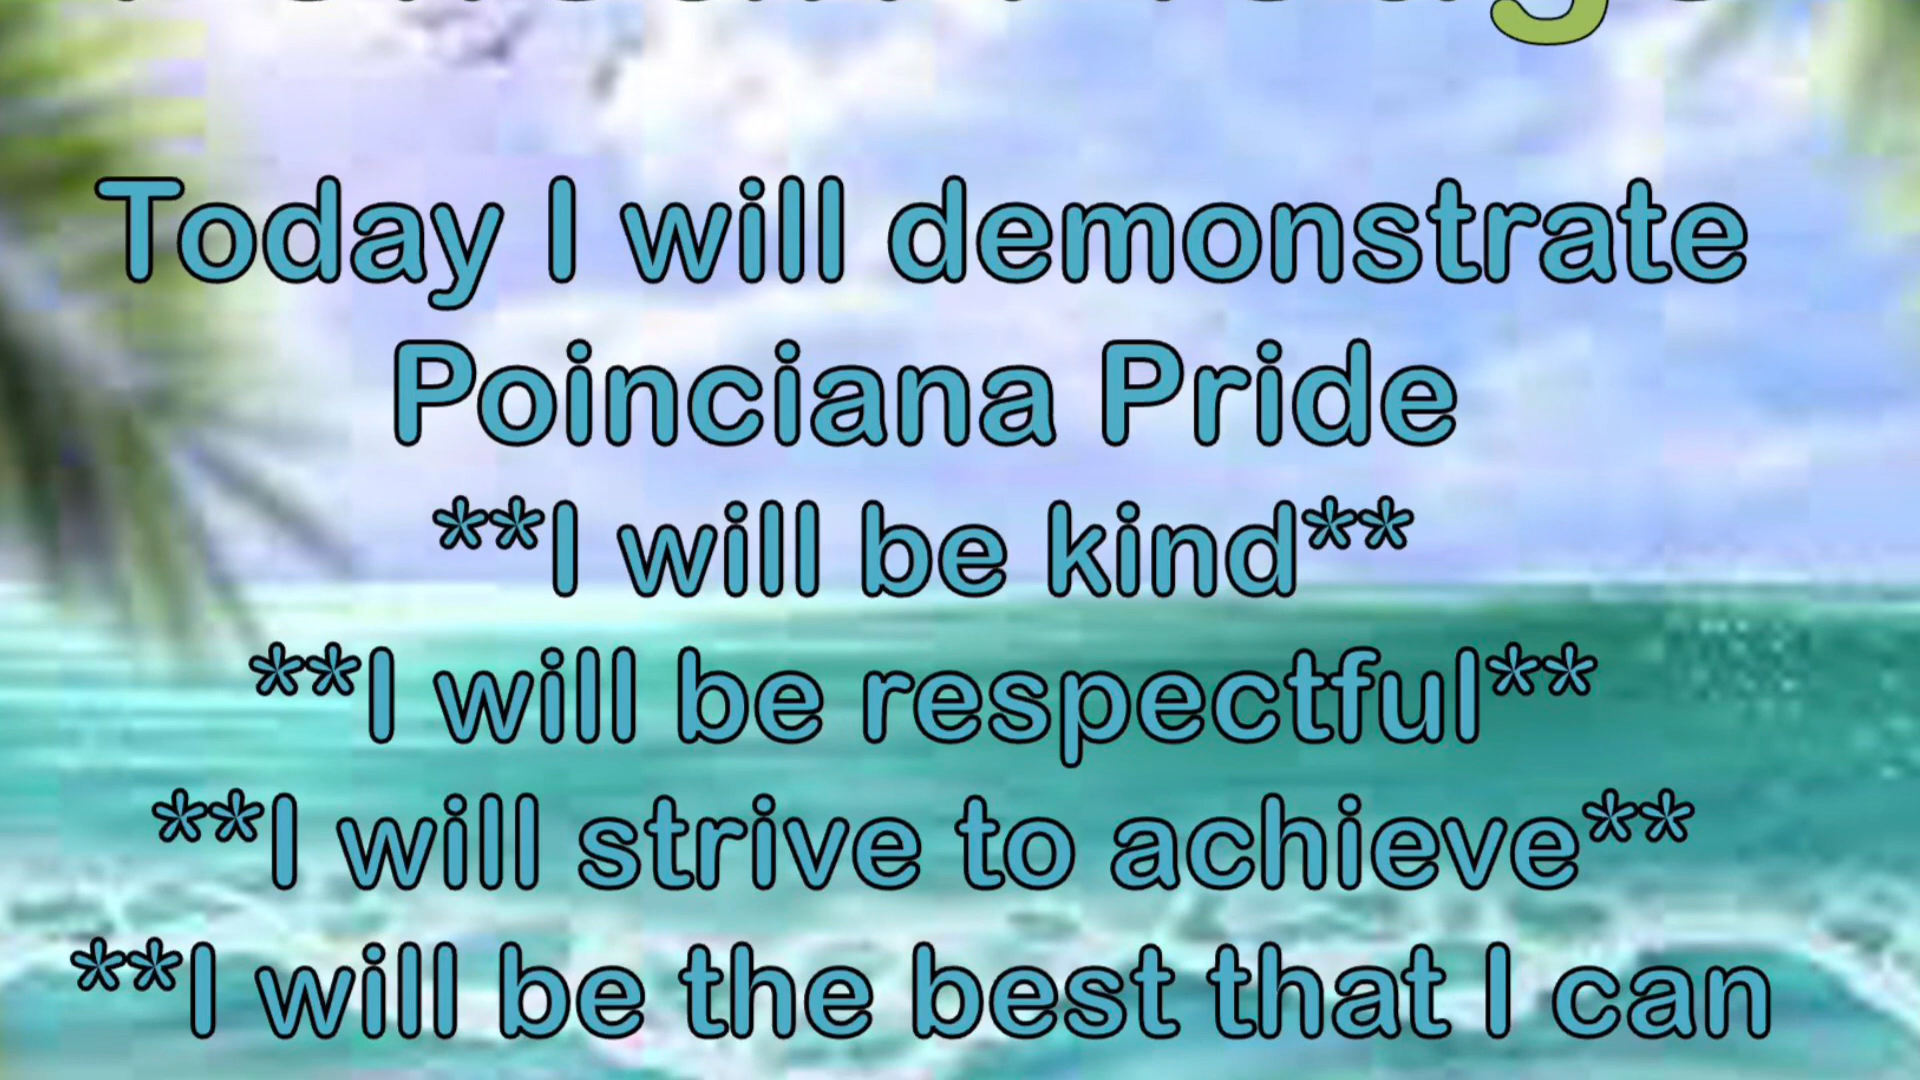 Today I will demonstrate
Poinciana Pride
**I will be kind**
**I will be respectful**
**I will strive to achieve**
**I will be the best that I can